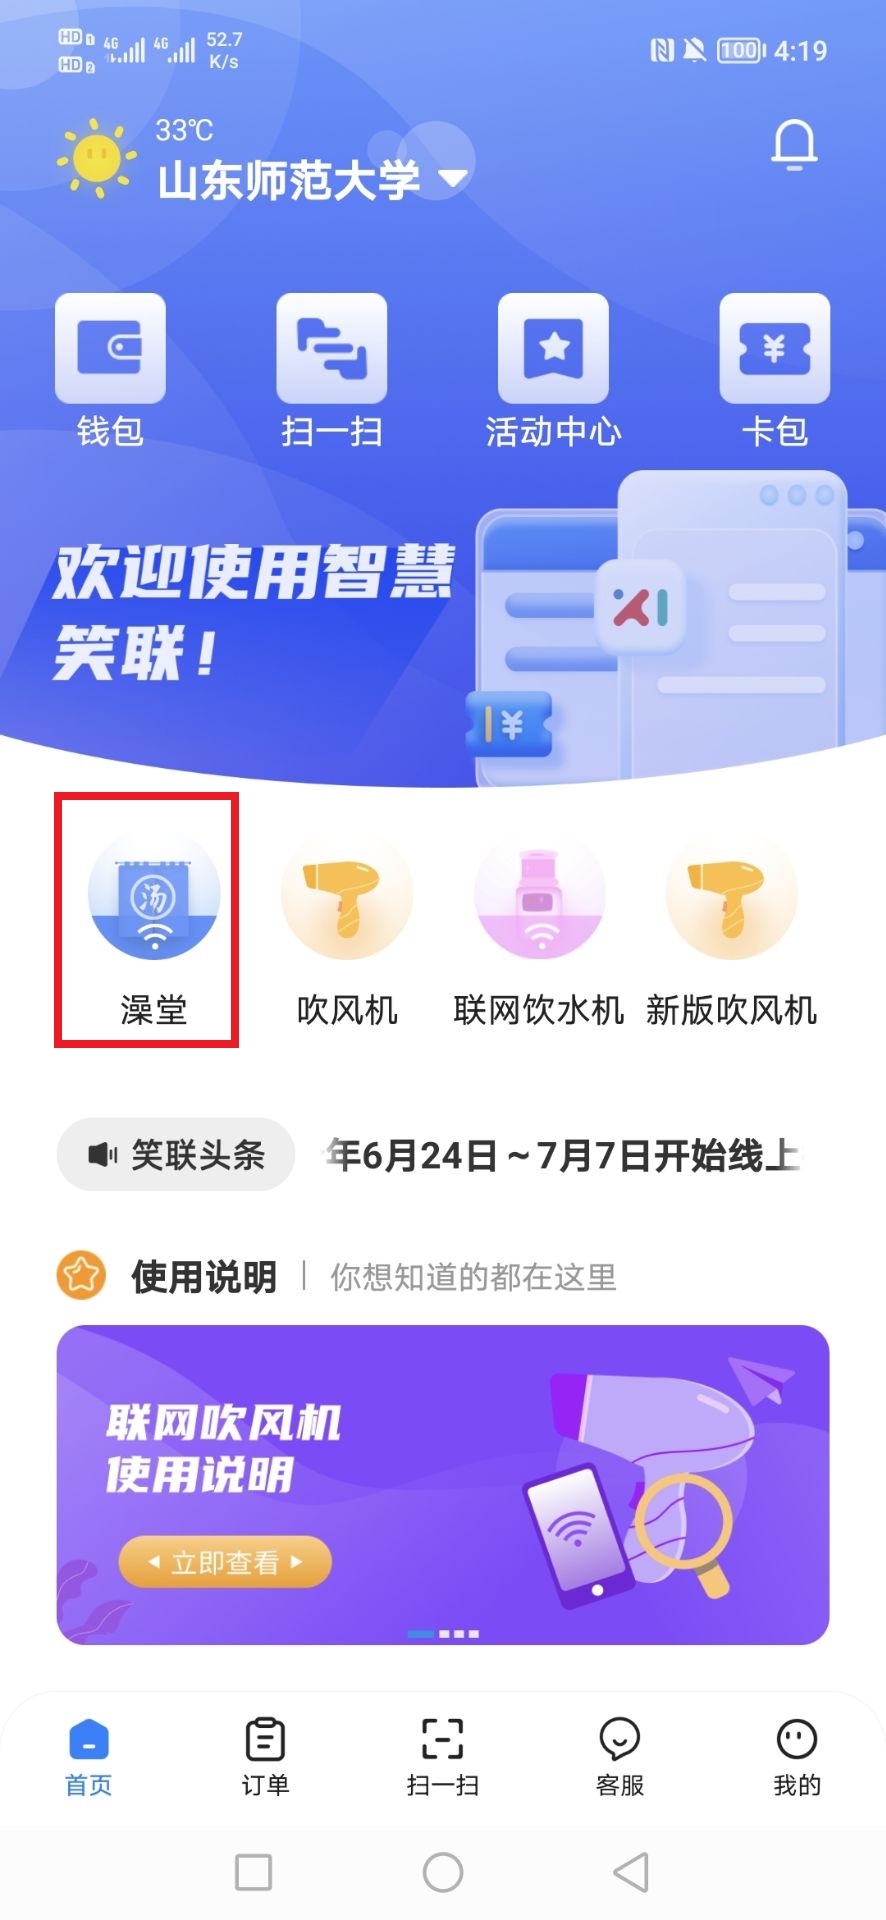 HD 1 4G 4G 52.7
HD 2 K/s
100 4:19
33℃
山东师范大学
钱包 扫一扫 活动中心 卡包
欢迎使用智慧
笑联！
汤
澡堂 吹风机 联网饮水机 新版吹风机
笑联头条 年6月24日~7月7日开始线上
使用说明 | 你想知道的都在这里
联网吹风机
使用说明
立即查看
首页 订单 扫一扫 客服 我的